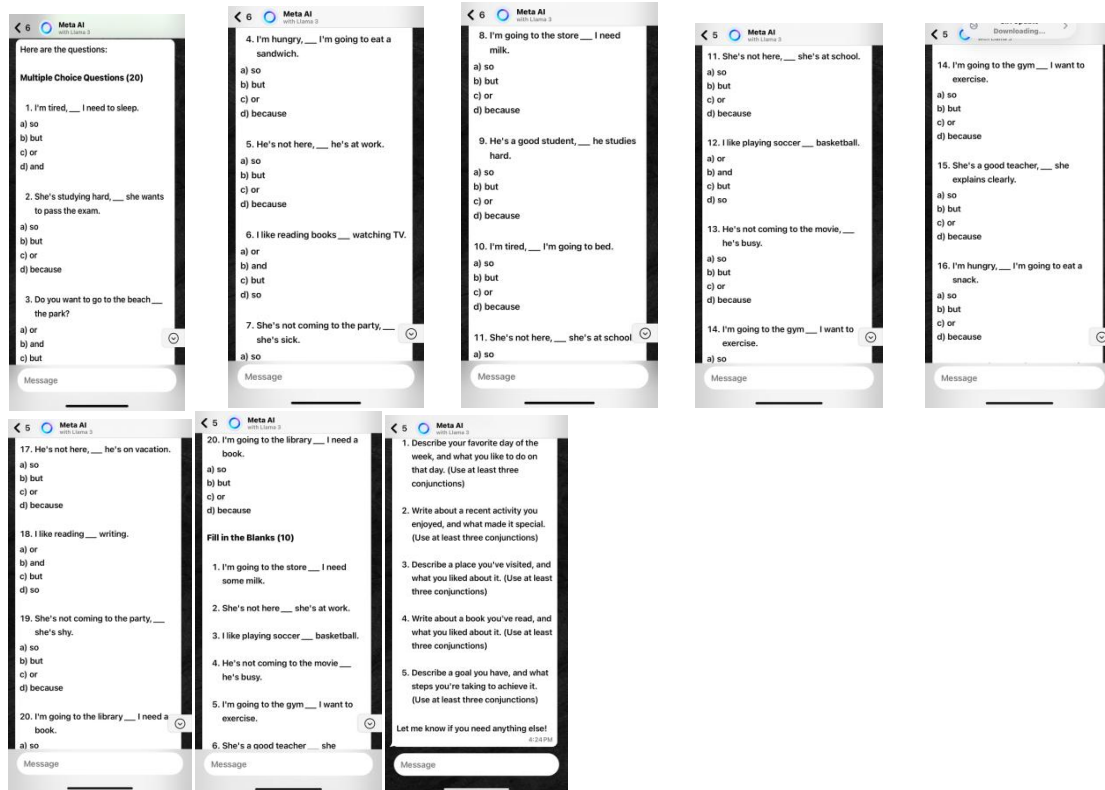 6
Meta AI
with Llama 3
Here are the questions:
Multiple Choice Questions (20)
1. I'm tired, ___ I need to sleep.
a) so
b) but
c) or
d) and
2. She's studying hard, ___ she wants
to pass the exam.
a) so
b) but
c) or
d) because
3. Do you want to go to the beach ___
the park?
a) or
b) and
c) but
Message
6
Meta AI
with Llama 3
4. I'm hungry, ___ I'm going to eat a
sandwich.
a) so
b) but
c) or
d) because
5. He's not here, ___ he's at work.
a) so
b) but
c) or
d) because
6. I like reading books ___ watching TV.
a) or
b) and
c) but
d) so
7. She's not coming to the party, ___
she's sick.
a) so
Message
6
Meta AI
with Llama 3
8. I'm going to the store ___ I need
milk.
a) so
b) but
c) or
d) because
9. He's a good student, ___ he studies
hard.
a) so
b) but
c) or
d) because
10. I'm tired, ___ I'm going to bed.
a) so
b) but
c) or
d) because
11. She's not here, ___ she's at school
a) so
Message
5
Meta AI
with Llama 3
11. She's not here, ___ she's at school.
a) so
b) but
c) or
d) because
12. I like playing soccer ___ basketball.
a) or
b) and
c) but
d) so
13. He's not coming to the movie, ___
he's busy.
a) so
b) but
c) or
d) because
14. I'm going to the gym ___ I want to
exercise.
a) so
Message
5
Downloading...
14. I'm going to the gym ___ I want to
exercise.
a) so
b) but
c) or
d) because
15. She's a good teacher, ___ she
explains clearly.
a) so
b) but
c) or
d) because
16. I'm hungry, ___ I'm going to eat a
snack.
a) so
b) but
c) or
d) because
Message
5
Meta AI
with Llama 3
17. He's not here, ___ he's on vacation.
a) so
b) but
c) or
d) because
18. I like reading ___ writing.
a) or
b) and
c) but
d) so
19. She's not coming to the party, ___
she's shy.
a) so
b) but
c) or
d) because
20. I'm going to the library ___ I need a
book.
a) so
Message
5
Meta AI
with Llama 3
20. I'm going to the library ___ I need a
book.
a) so
b) but
c) or
d) because
Fill in the Blanks (10)
1. I'm going to the store ___ I need
some milk.
2. She's not here ___ she's at work.
3. I like playing soccer ___ basketball.
4. He's not coming to the movie ___
he's busy.
5. I'm going to the gym ___ I want to
exercise.
6. She's a good teacher ___ she
Message
5
Meta AI
with Llama 3
1. Describe your favorite day of the
week, and what you like to do on
that day. (Use at least three
conjunctions)
2. Write about a recent activity you
enjoyed, and what made it special.
(Use at least three conjunctions)
3. Describe a place you've visited, and
what you liked about it. (Use at least
three conjunctions)
4. Write about a book you've read, and
what you liked about it. (Use at least
three conjunctions)
5. Describe a goal you have, and what
steps you're taking to achieve it.
(Use at least three conjunctions)
Let me know if you need anything else!
4:24 PM
Message